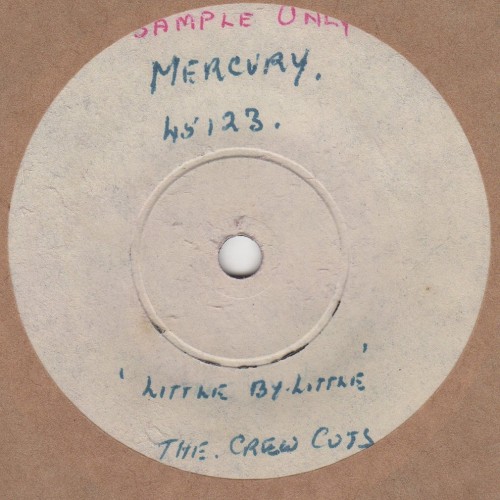 SAMPLE ONLY
MERCURY.
45123.
'LITTLE BY.LITTLE'
THE. CREW CUTS